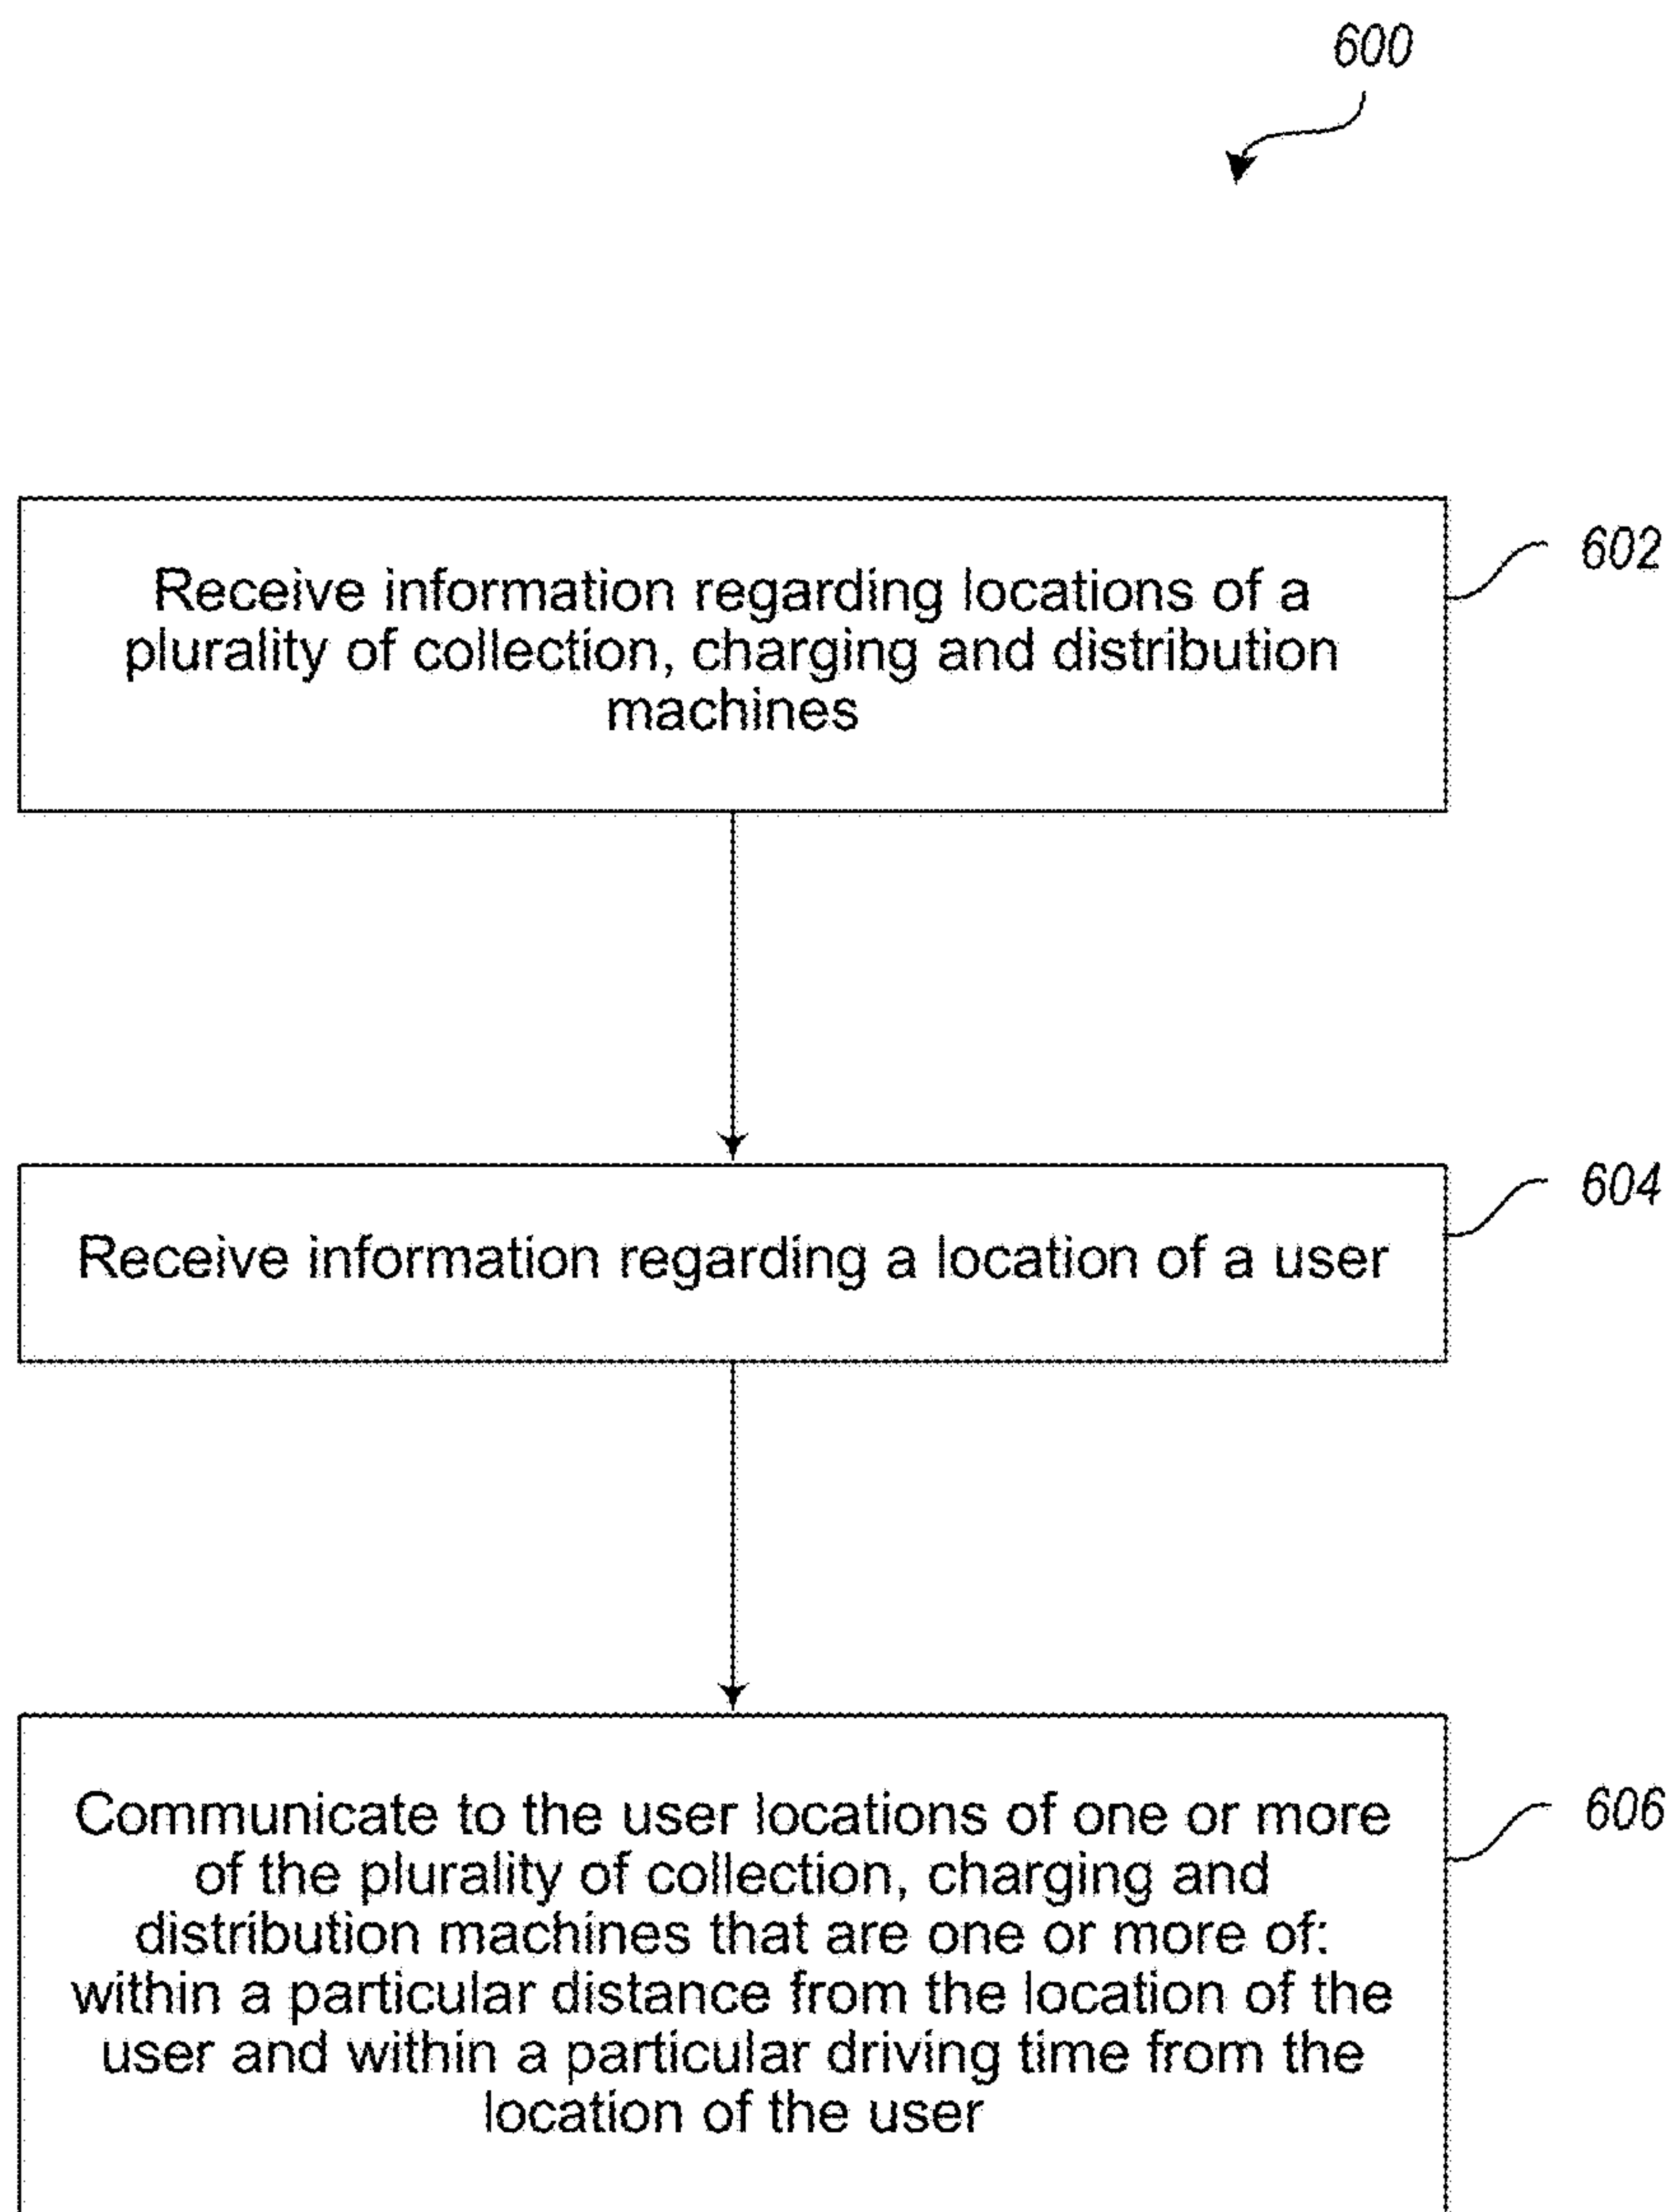 600
Receive information regarding locations of a
plurality of collection, charging and distribution
machines
602
Receive information regarding a location of a user
604
Communicate to the user locations of one or more
of the plurality of collection, charging and
distribution machines that are one or more of:
within a particular distance from the location of the
user and within a particular driving time from the
location of the user
606